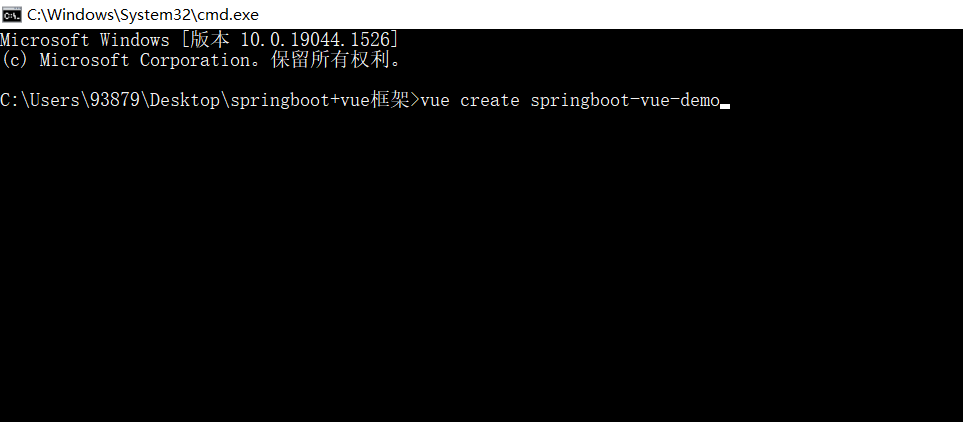 C:\Windows\System32\cmd.exe
Microsoft Windows [版本 10.0.19044.1526]
(c) Microsoft Corporation。保留所有权利。
C:\Users\93879\Desktop\springboot+vue框架>vue create springboot-vue-demo